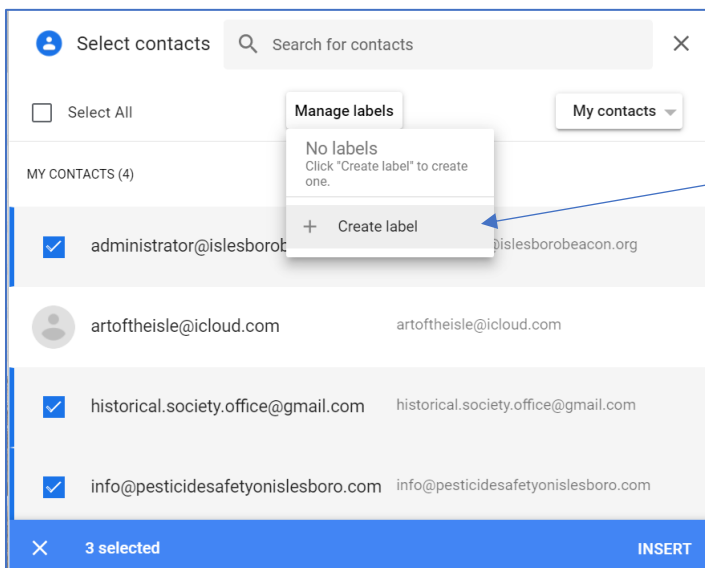 Select contacts Search for contacts
Select All Manage labels My contacts
No labels
Click "Create label" to create
one.
MY CONTACTS (4)
+ Create label
administrator@islesborob @islesborobeacon.org
artoftheisle@icloud.com artoftheisle@icloud.com
historical.society.office@gmail.com historical.society.office@gmail.com
info@pesticidesafetyonislesboro.com info@pesticidesafetyonislesboro.com
3 selected INSERT